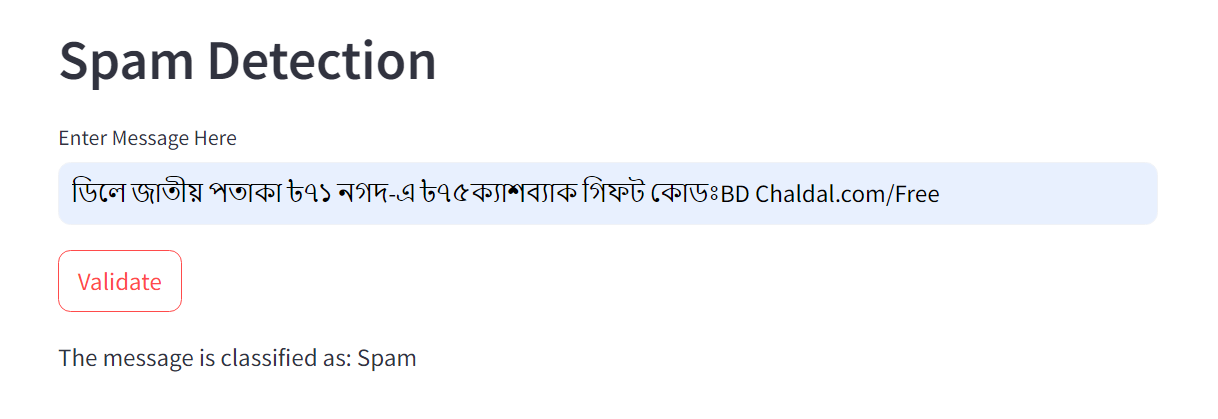 Spam Detection
Enter Message Here
ডিলে জাতীয় পতাকা ৳৭১ নগদ-এ ৳৭৫ক্যাশব্যাক গিফট কোডঃBD Chaldal.com/Free
Validate
The message is classified as: Spam